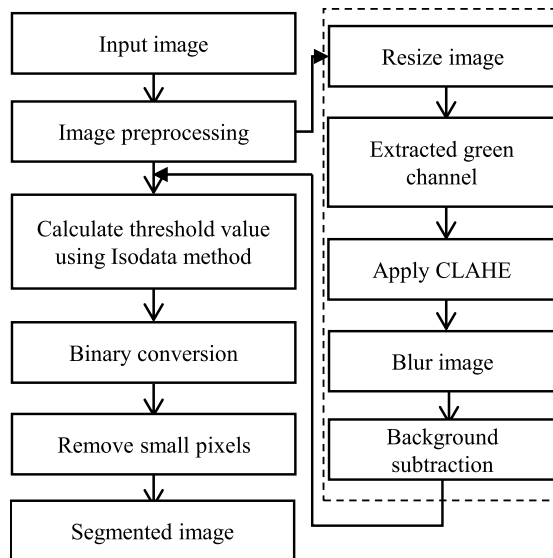 Input image
Image preprocessing
Calculate threshold value
using Isodata method
Binary conversion
Remove small pixels
Segmented image
Resize image
Extracted green
channel
Apply CLAHE
Blur image
Background
subtraction